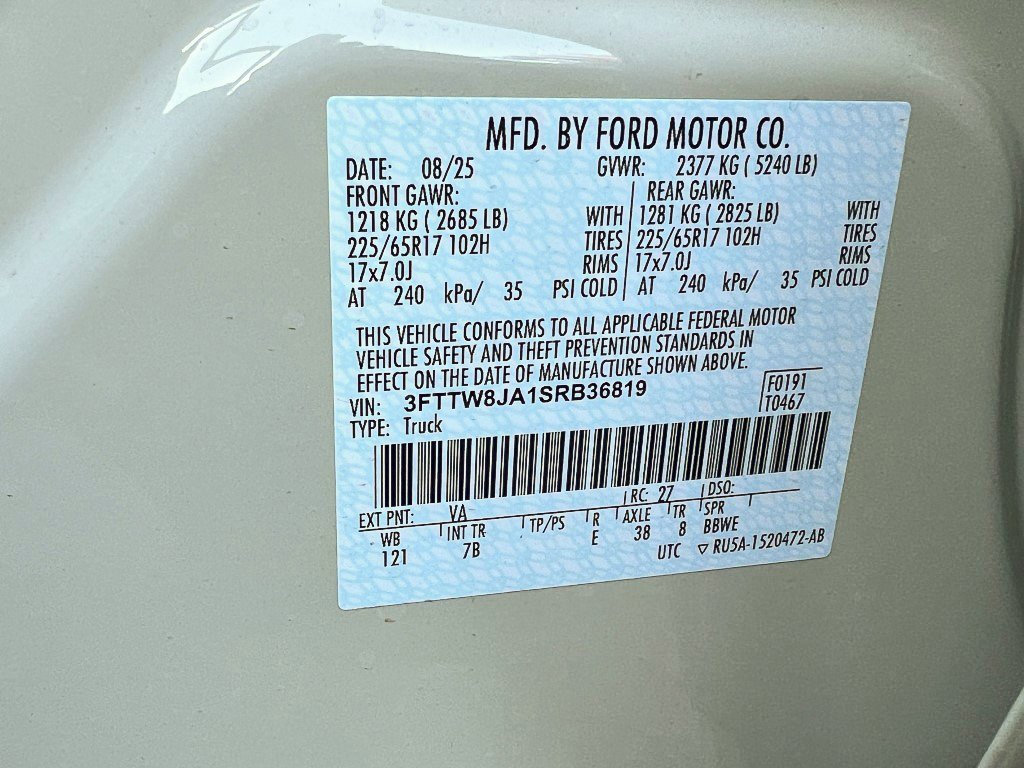 MFD. BY FORD MOTOR CO.
DATE: 08/25 GVWR: 2377 KG ( 5240 LB)
FRONT GAWR: REAR GAWR:
1218 KG ( 2685 LB) WITH 1281 KG ( 2825 LB) WITH
225/65R17 102H TIRES 225/65R17 102H TIRES
17x7.0J RIMS 17x7.0J RIMS
AT 240 kPa/ 35 PSI COLD AT 240 kPa/ 35 PSI COLD
THIS VEHICLE CONFORMS TO ALL APPLICABLE FEDERAL MOTOR
VEHICLE SAFETY AND THEFT PREVENTION STANDARDS IN
EFFECT ON THE DATE OF MANUFACTURE SHOWN ABOVE.
VIN: 3FTTW8JA1SRB36819 F0191
TYPE: Truck T0467
EXT PNT: VA RC: 27 DSO:
WB INT TR TP/PS R AXLE TR SPR
121 7B E 38 8 BBWE
UTC ▽ RU5A-1520472-AB